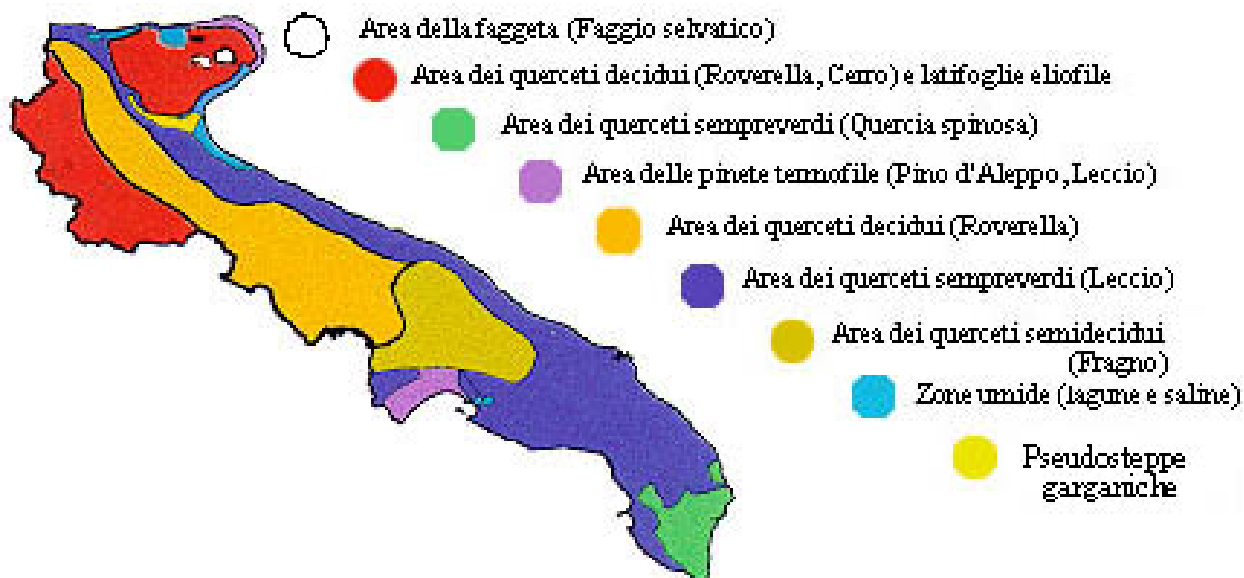 Area della faggeta (Faggio selvatico)
Area dei querceti decidui (Roverella, Cerro) e latifoglie eliofile
Area dei querceti sempreverdi (Quercia spinosa)
Area delle pinete termofile (Pino d'Aleppo, Leccio)
Area dei querceti decidui (Roverella)
Area dei querceti sempreverdi (Leccio)
Area dei querceti semidecidui
(Fragno)
Zone umide (lagune e saline)
Pseudosteppe
garganiche